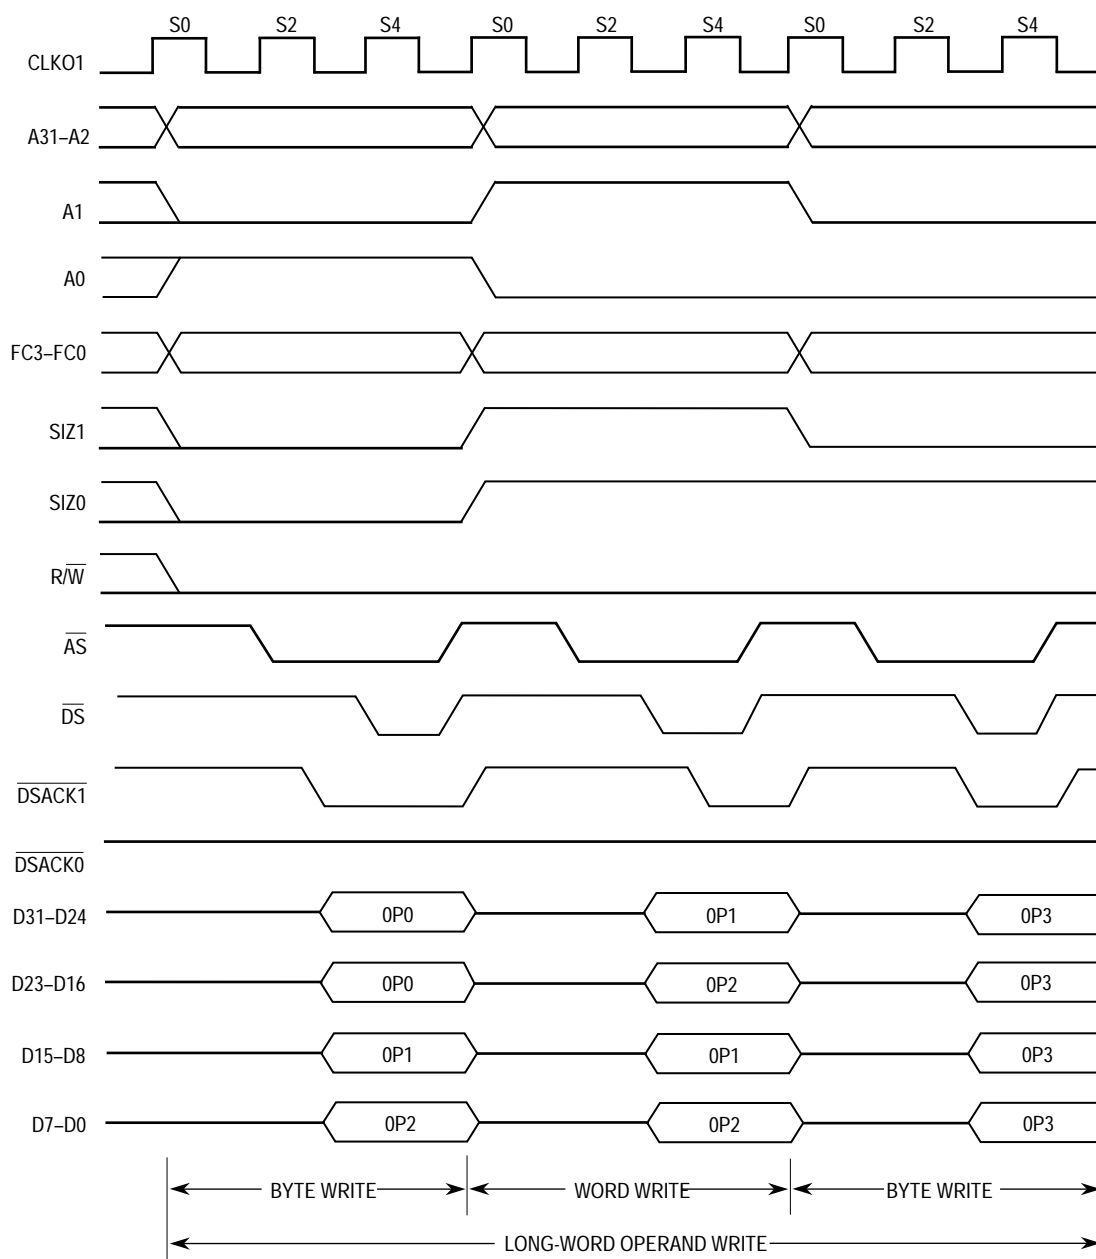 S0 S2 S4 S0 S2 S4 S0 S2 S4
CLKO1
A31–A2
A1
A0
FC3–FC0
SIZ1
SIZ0
R/W
AS
DS
DSACK1
DSACK0
D31–D24 0P0 0P1 0P3
D23–D16 0P0 0P2 0P3
D15–D8 0P1 0P1 0P3
D7–D0 0P2 0P2 0P3
BYTE WRITE WORD WRITE BYTE WRITE
LONG-WORD OPERAND WRITE